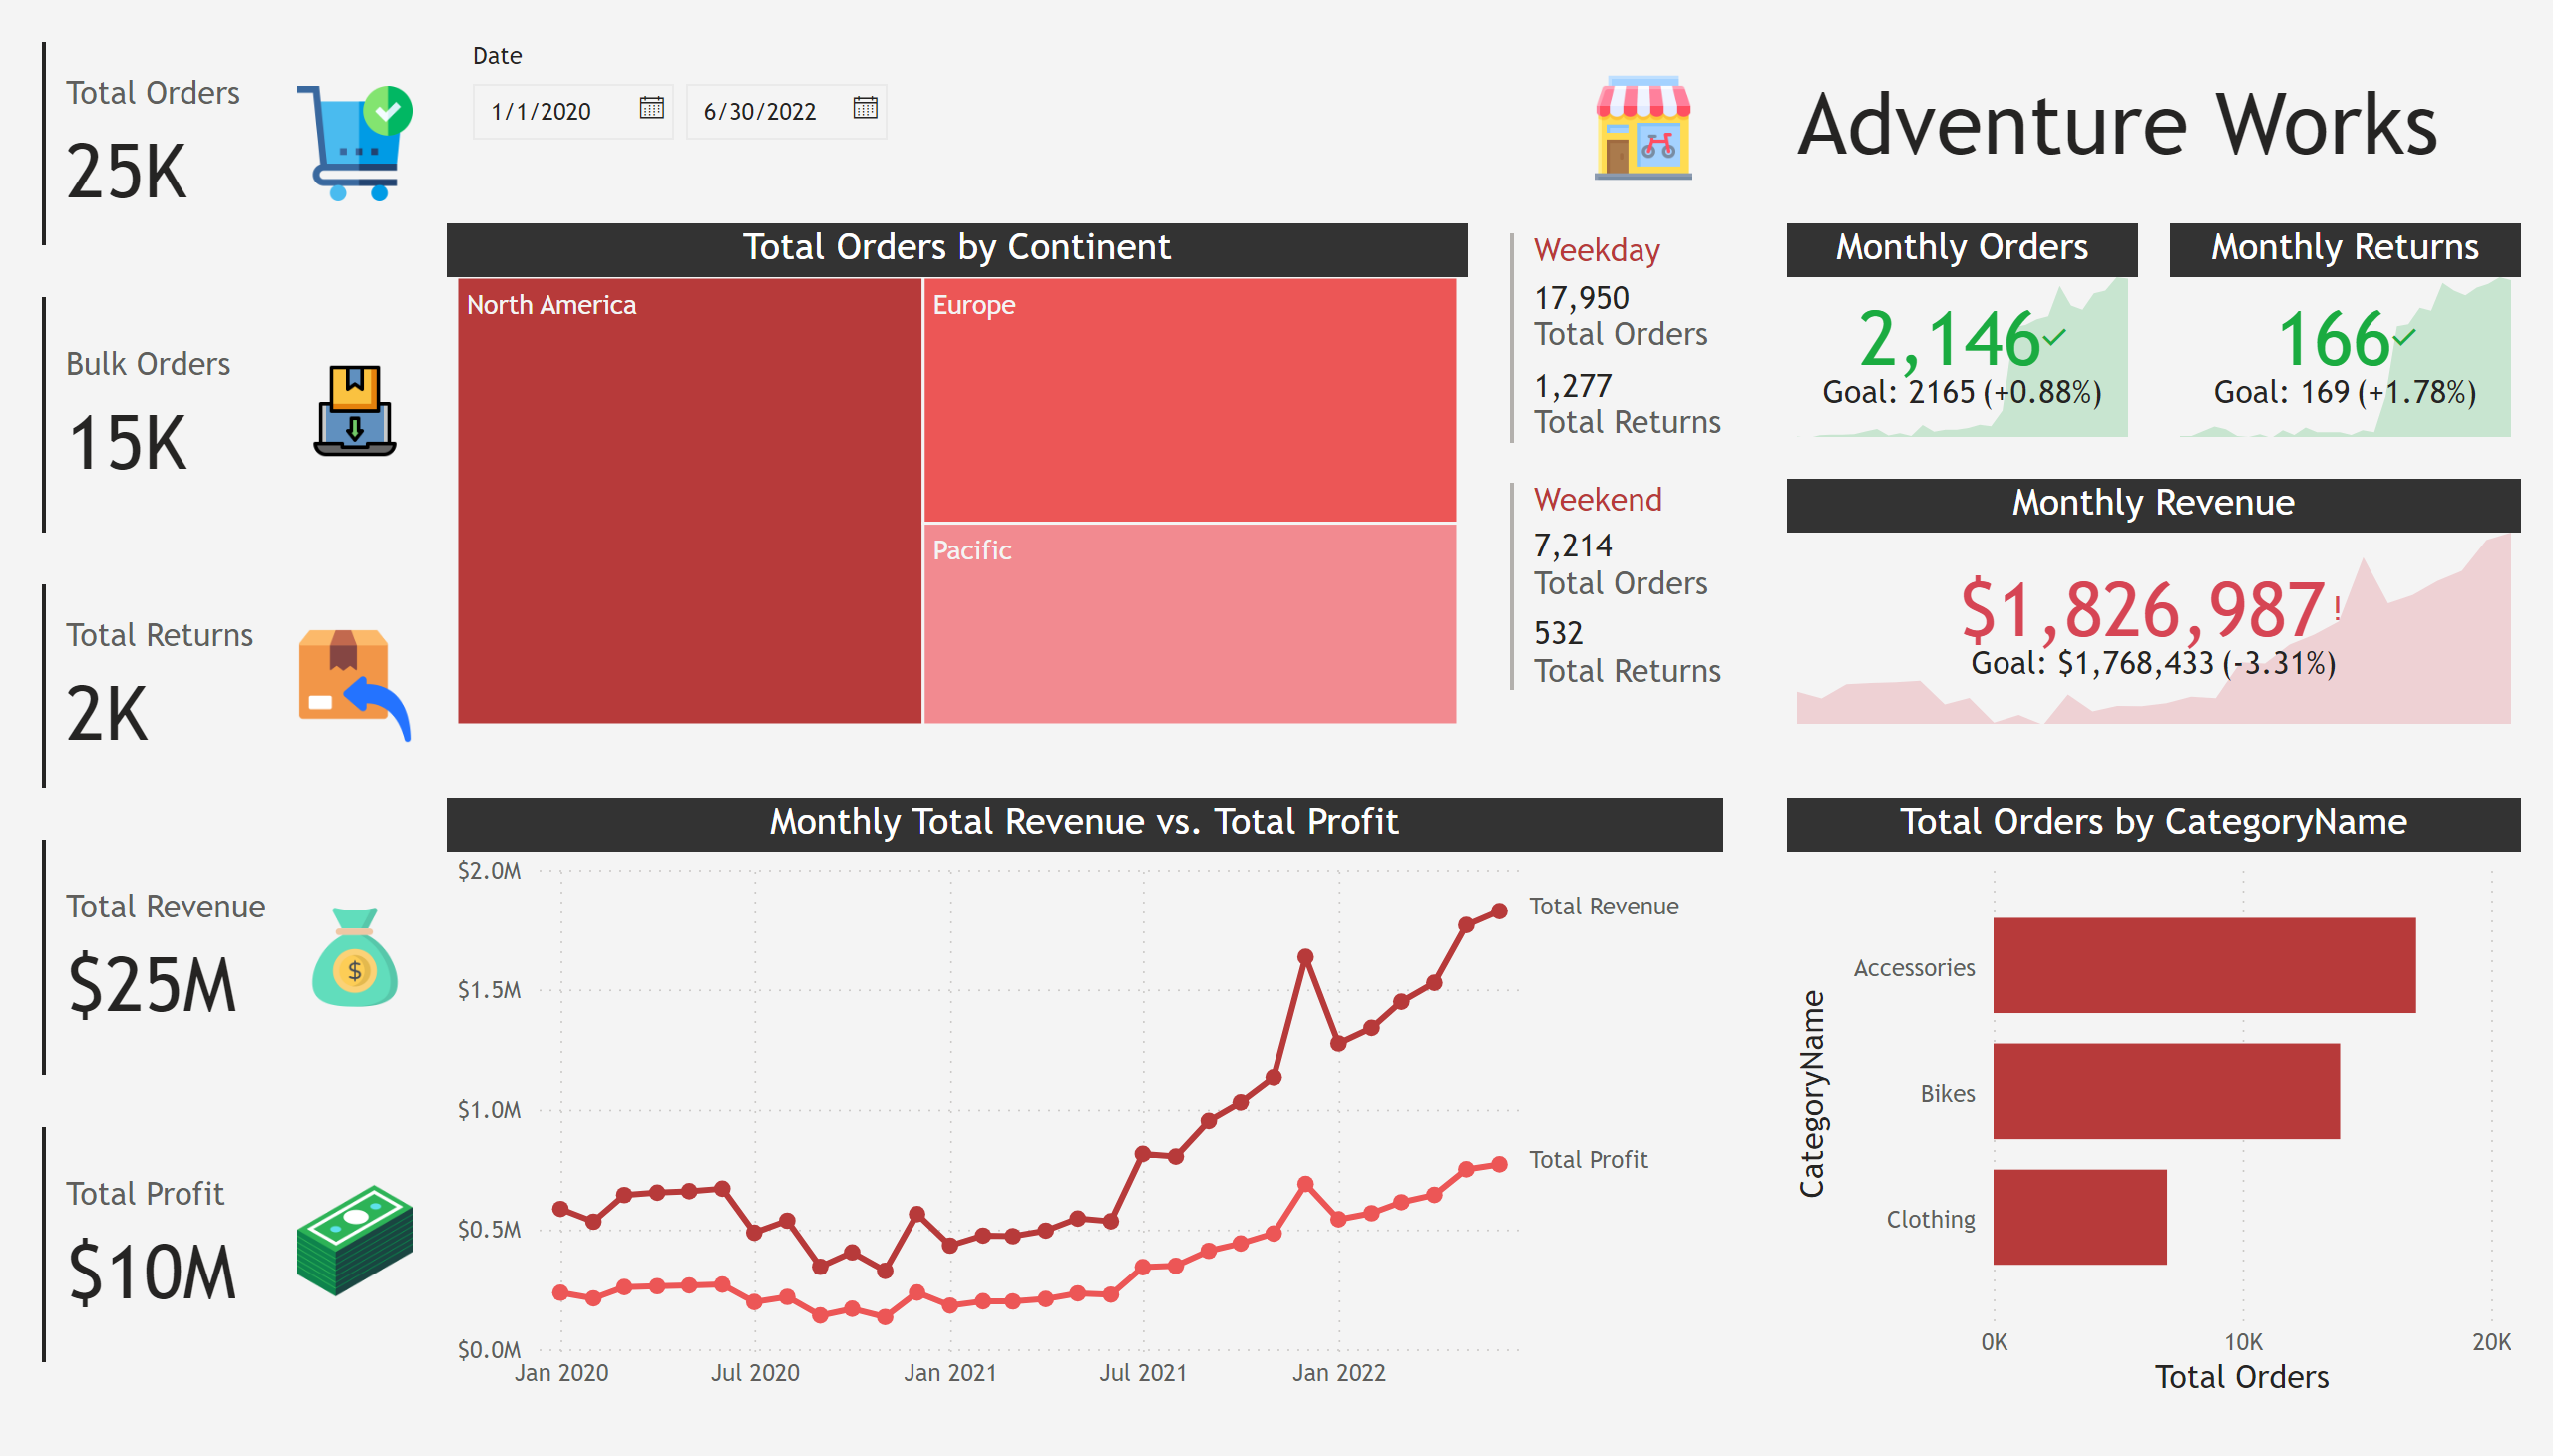 Total Orders
25K
Bulk Orders
15K
Total Returns
2K
Total Revenue
$25M
Total Profit
$10M
Date
1/1/2020
6/30/2022
Adventure Works
Total Orders by Continent
North America
Europe
Pacific
Weekday
17,950
Total Orders
1,277
Total Returns
Weekend
7,214
Total Orders
532
Total Returns
Monthly Orders
2,146
Goal: 2165 (+0.88%)
Monthly Returns
166
Goal: 169 (+1.78%)
Monthly Revenue
$1,826,987!
Goal: $1,768,433 (-3.31%)
Monthly Total Revenue vs. Total Profit
$2.0M
$1.5M
$1.0M
$0.5M
$0.0M
Jan 2020
Jul 2020
Jan 2021
Jul 2021
Jan 2022
Total Revenue
Total Profit
Total Orders by CategoryName
CategoryName
Accessories
Bikes
Clothing
0K
10K
20K
Total Orders